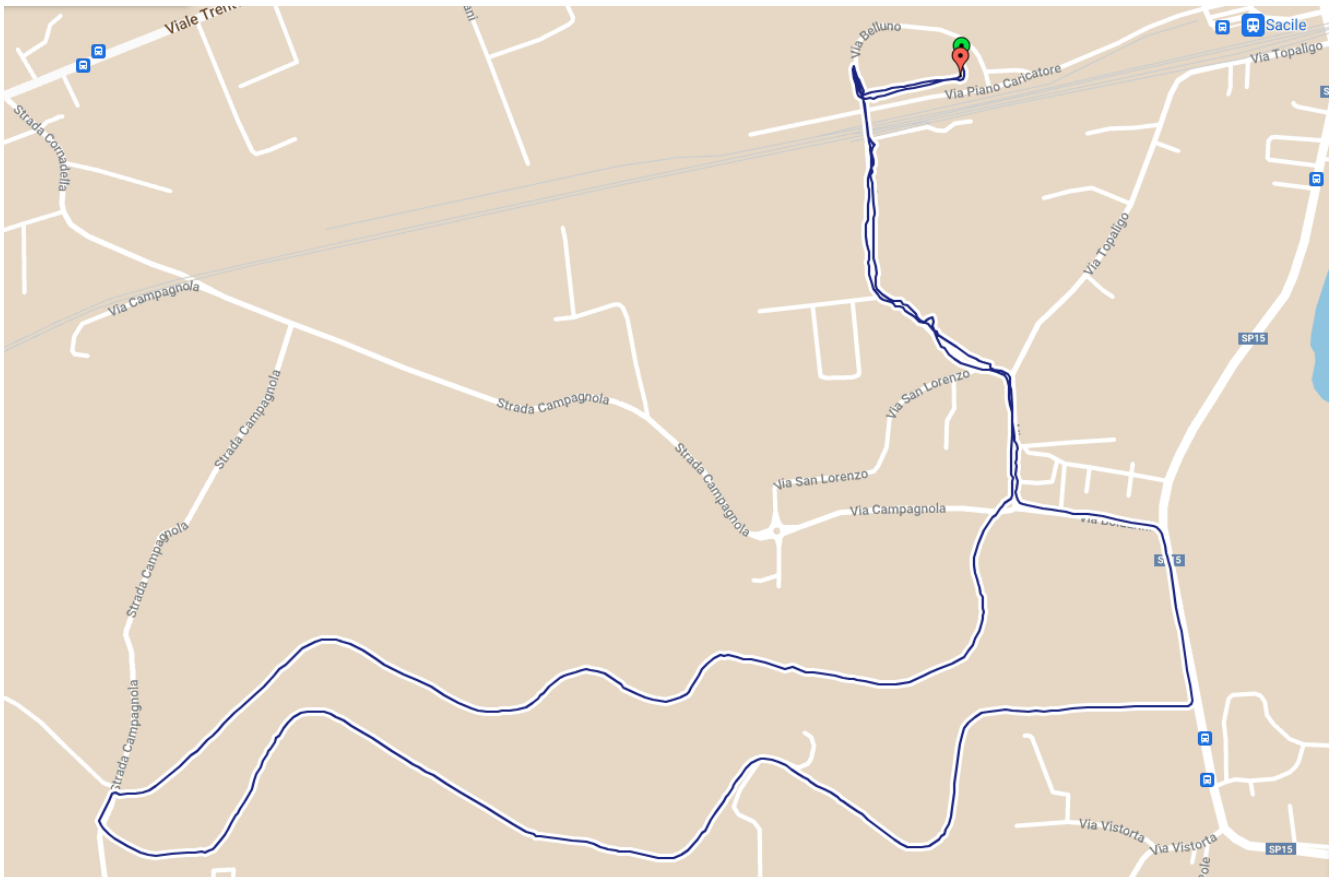 Viale Trent
ani
Via Belluno
Sacile
Via Topaligo
Via Piano Caricatore
S
Strada Cornadella
Via Topaligo
Via Campagnola
SP15
Strada Campagnola
Strada Campagnola
Via San Lorenzo
Strada Campagnola
Via San Lorenzo
Via Campagnola
Strada Campagnola
Strada Campagnola
Via Vistorta
Via Vistorta
SP15